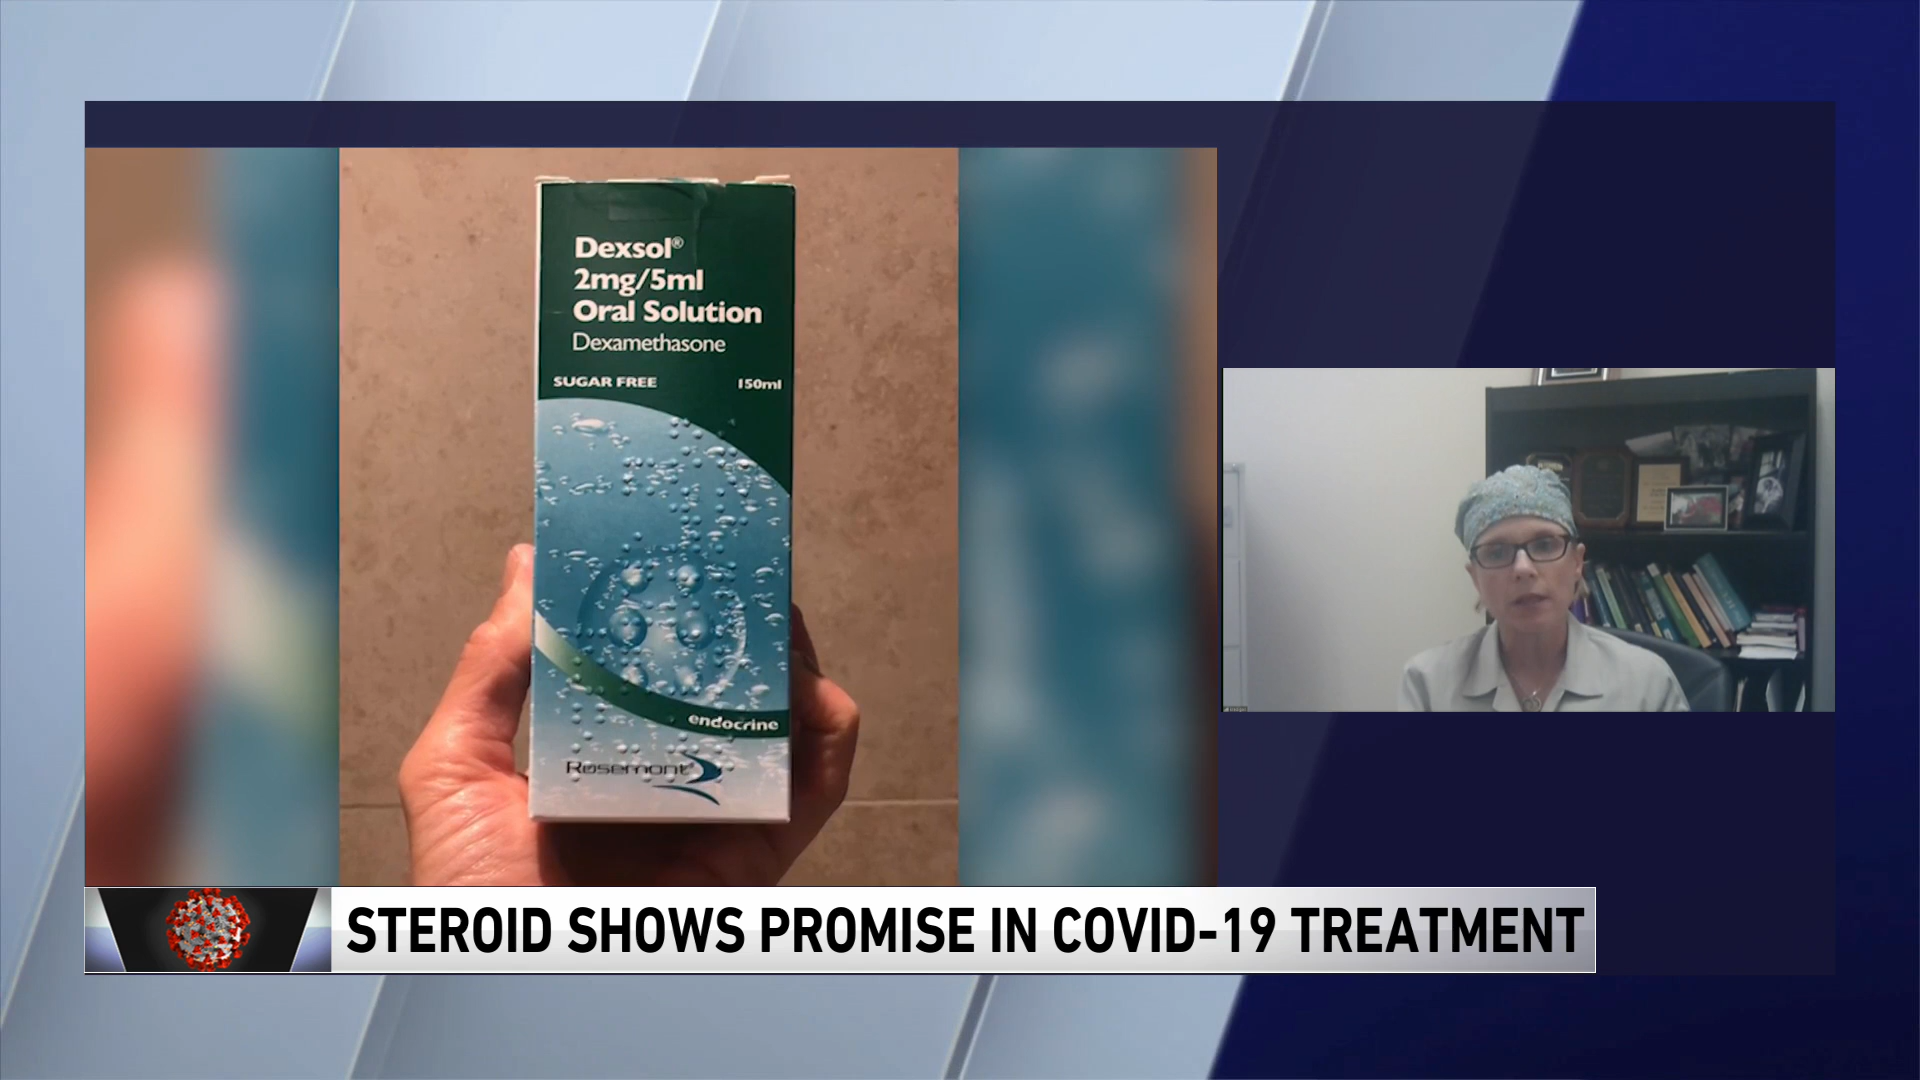 Dexsol®
2mg/5ml
Oral Solution
Dexamethasone
SUGAR FREE 150ml
endocrine
Rosemont
STEROID SHOWS PROMISE IN COVID-19 TREATMENT